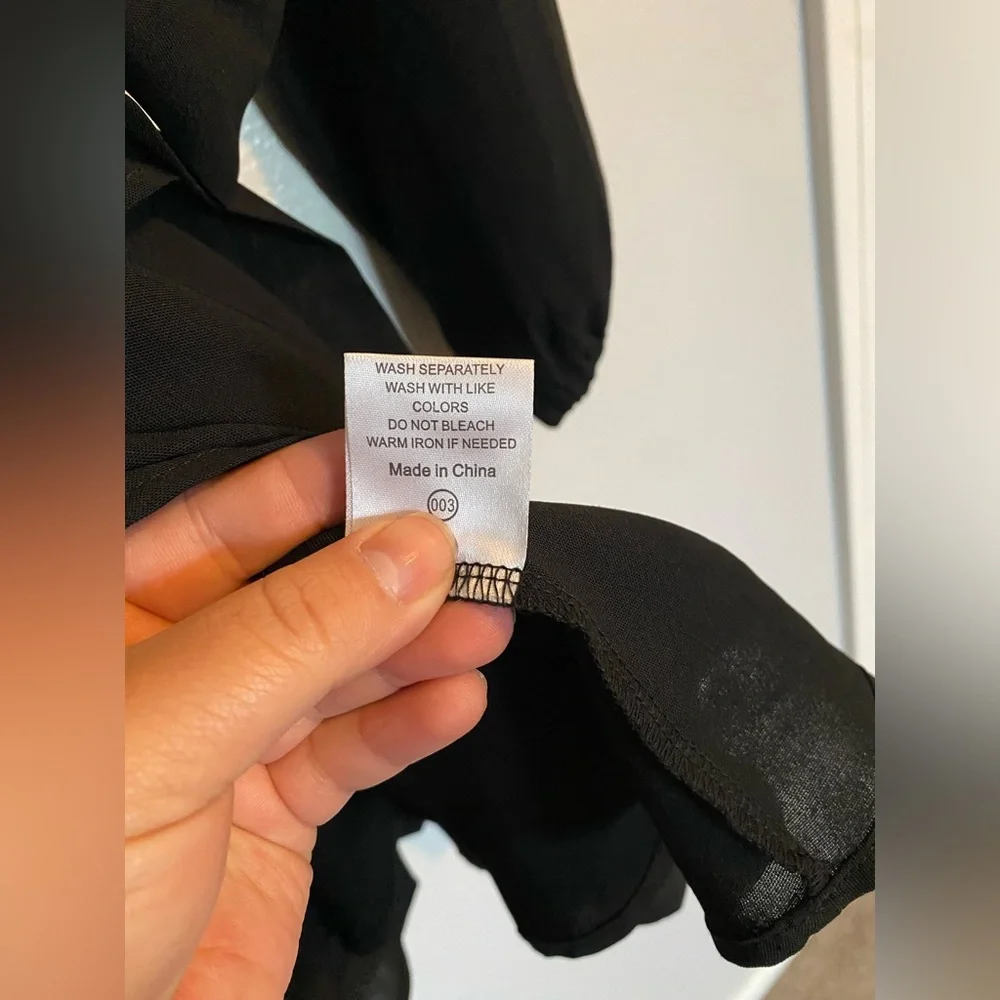 WASH SEPARATELY
WASH WITH LIKE
COLORS
DO NOT BLEACH
WARM IRON IF NEEDED
Made in China
003